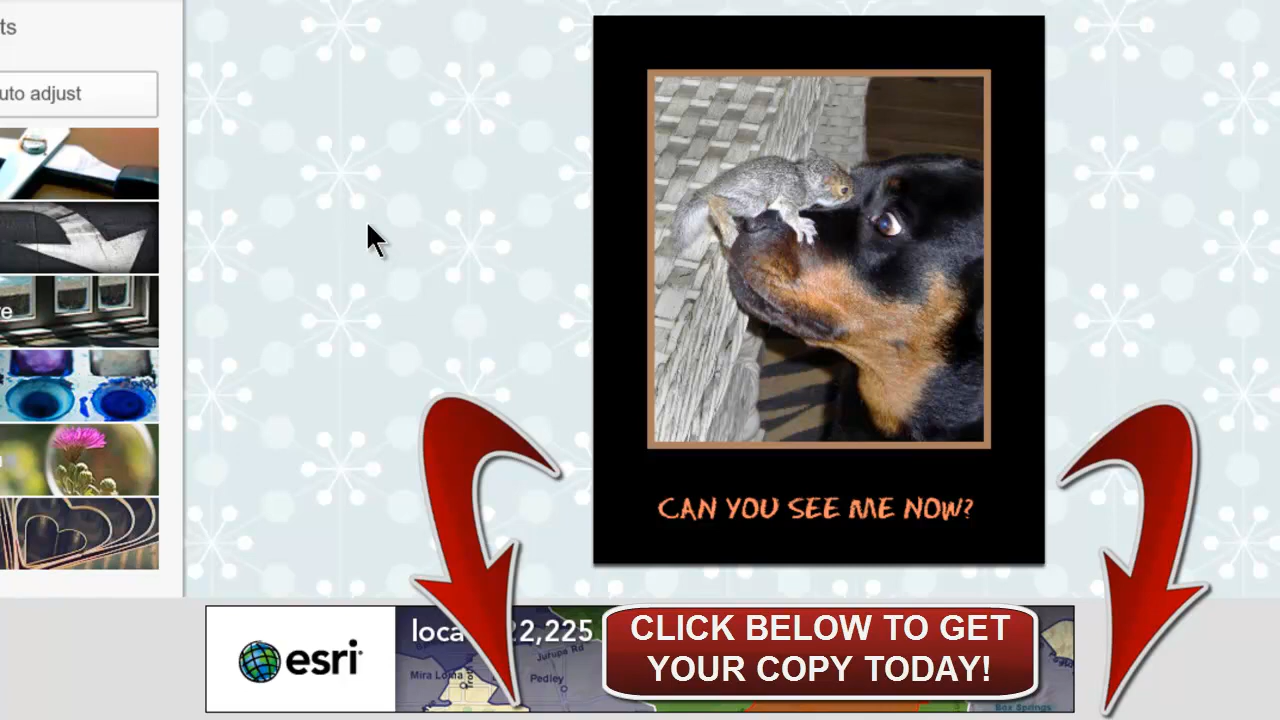 ts
uto adjust
e
CAN YOU SEE ME NOW?
esri
loca 2,225
CLICK BELOW TO GET
YOUR COPY TODAY!
Jurupa Rd
Mira Loma
Pedley
Box Springs